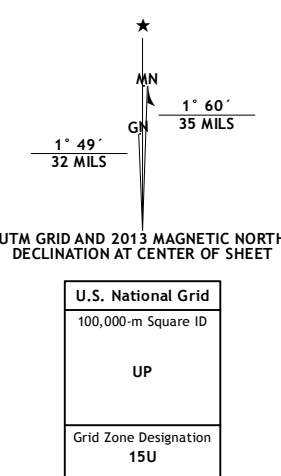 ★
MN
1° 60´
35 MILS
GN
1° 49´
32 MILS
UTM GRID AND 2013 MAGNETIC NORTH
DECLINATION AT CENTER OF SHEET
U.S. National Grid
100,000-m Square ID
UP
Grid Zone Designation
15U